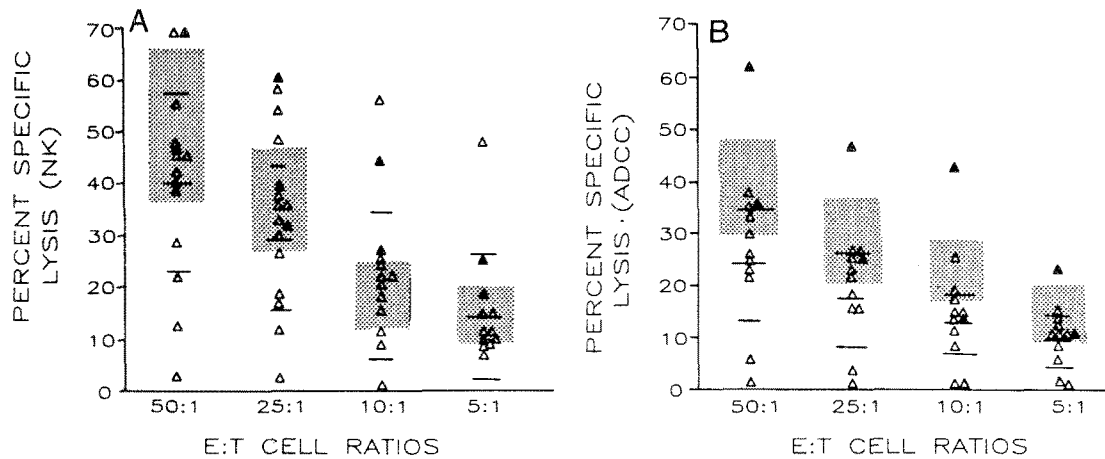 A
PERCENT SPECIFIC
LYSIS (NK)
70
60
50
40
30
20
10
0
50:1 25:1 10:1 5:1
E:T CELL RATIOS
B
PERCENT SPECIFIC
LYSIS·(ADCC)
70
60
50
40
30
20
10
0
50:1 25:1 10:1 5:1
E:T CELL RATIOS